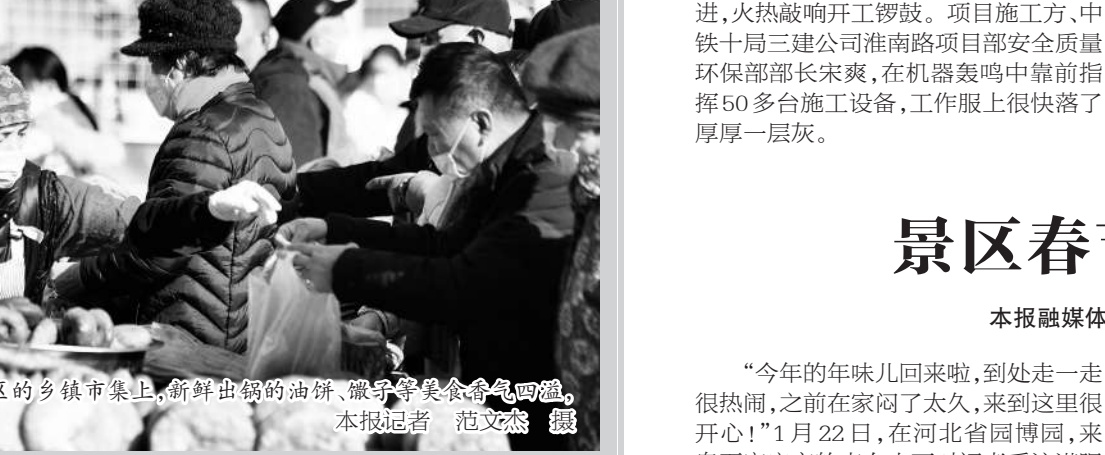 区的乡镇市集上,新鲜出锅的油饼、馓子等美食香气四溢,
本报记者 范文杰 摄
进,火热敲响开工锣鼓。项目施工方、中
铁十局三建公司淮南路项目部安全质量
环保部部长宋爽,在机器轰鸣中靠前指
挥50多台施工设备,工作服上很快落了
厚厚一层灰。
景区春
本报融媒体
“今年的年味儿回来啦,到处走一走
很热闹,之前在家闷了太久,来到这里很
开心!”1月22日,在河北省园博园,来